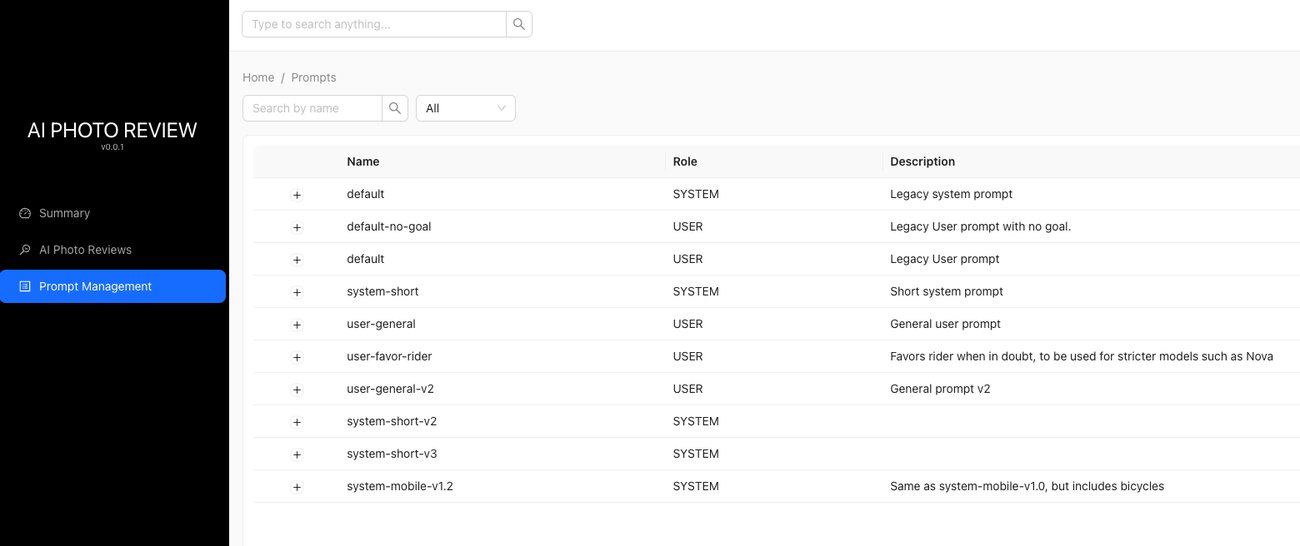 Type to search anything...
Home / Prompts
Search by name
All
AI PHOTO REVIEW
v0.0.1
Summary
AI Photo Reviews
Prompt Management
Name Role Description
default SYSTEM Legacy system prompt
default-no-goal USER Legacy User prompt with no goal.
default USER Legacy User prompt
system-short SYSTEM Short system prompt
user-general USER General user prompt
user-favor-rider USER Favors rider when in doubt, to be used for stricter models such as Nova
user-general-v2 USER General prompt v2
system-short-v2 SYSTEM
system-short-v3 SYSTEM
system-mobile-v1.2 SYSTEM Same as system-mobile-v1.0, but includes bicycles